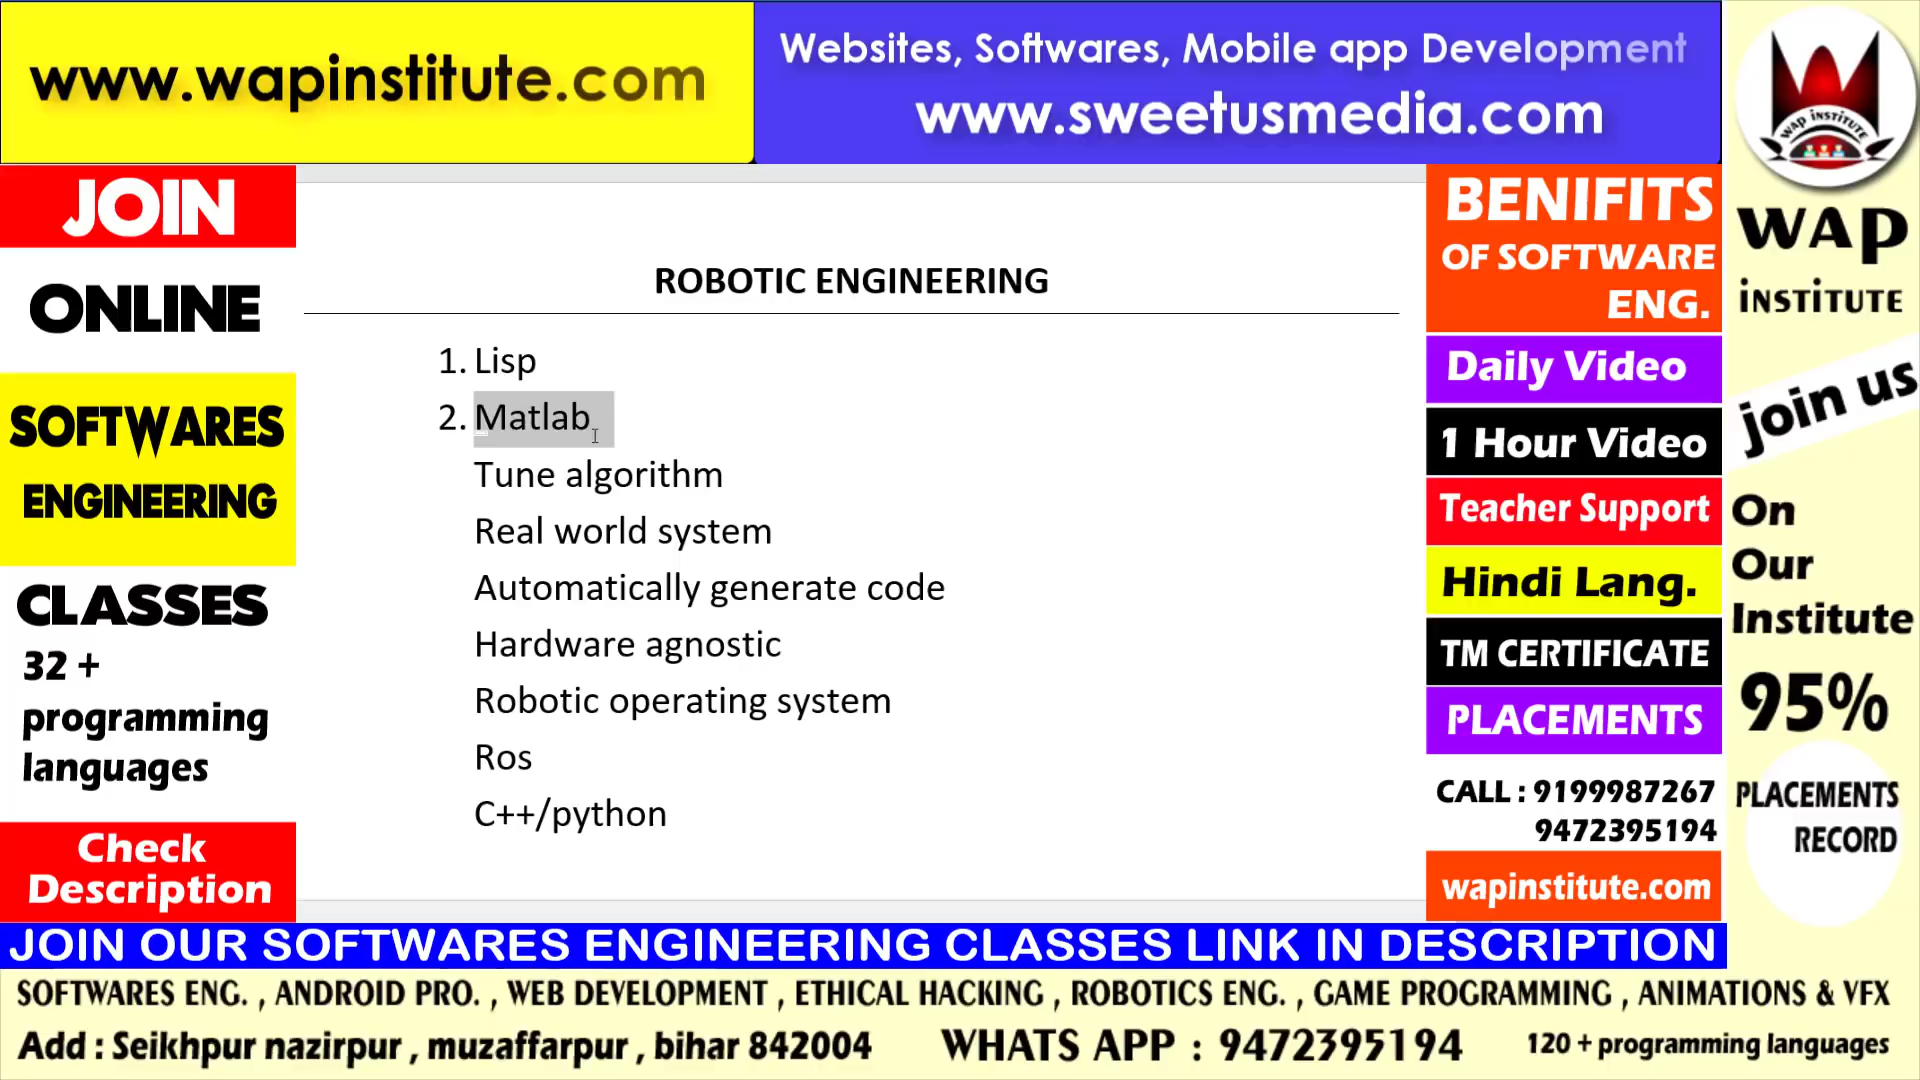 www.wapinstitute.com
Websites, Softwares, Mobile app Development
www.sweetusmedia.com
WAP INSTITUTE
JOIN
ONLINE
SOFTWARES
ENGINEERING
CLASSES
32 +
programming
languages
Check
Description
ROBOTIC ENGINEERING
1. Lisp
2. Matlab
Tune algorithm
Real world system
Automatically generate code
Hardware agnostic
Robotic operating system
Ros
C++/python
BENIFITS
OF SOFTWARE
ENG.
Daily Video
1 Hour Video
Teacher Support
Hindi Lang.
TM CERTIFICATE
PLACEMENTS
CALL : 9199987267
9472395194
wapinstitute.com
WAP
INSTITUTE
join us
On
Our
Institute
95%
PLACEMENTS
RECORD
JOIN OUR SOFTWARES ENGINEERING CLASSES LINK IN DESCRIPTION
SOFTWARES ENG. , ANDROID PRO. , WEB DEVELOPMENT , ETHICAL HACKING , ROBOTICS ENG. , GAME PROGRAMMING , ANIMATIONS & VFX
Add : Seikhpur nazirpur , muzaffarpur , bihar 842004 WHATS APP : 9472395194 120 + programming languages